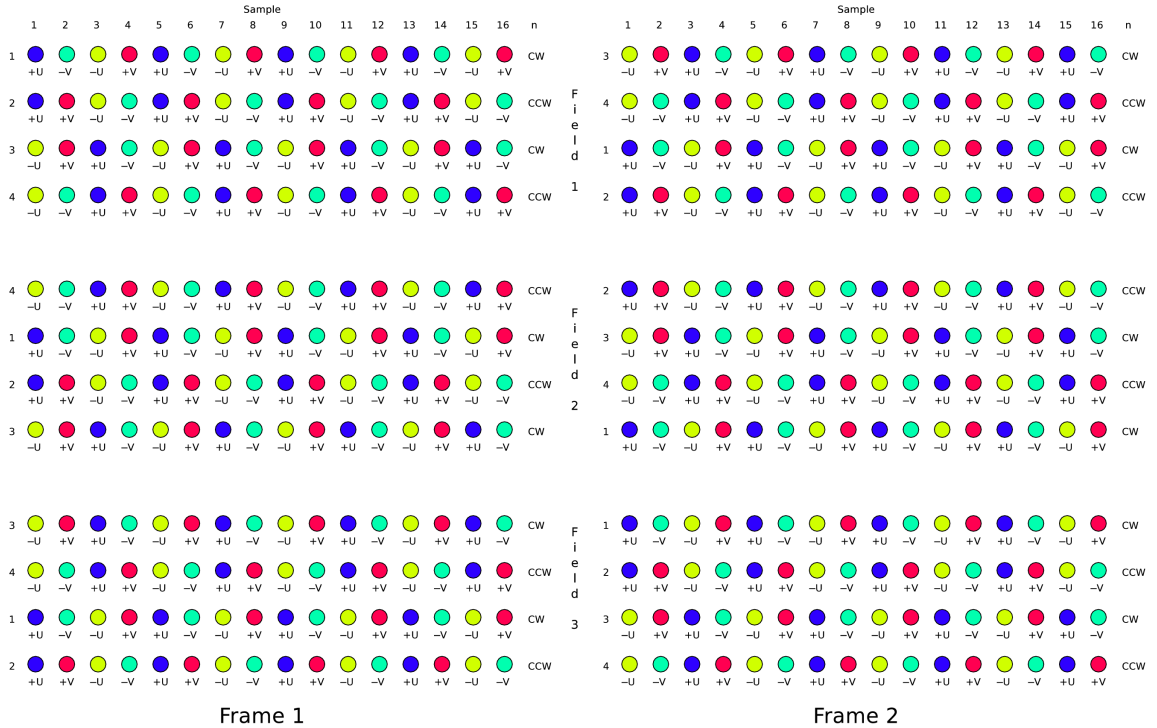 Sample Sample
1 2 3 4 5 6 7 8 9 10 11 12 13 14 15 16 n 1 2 3 4 5 6 7 8 9 10 11 12 13 14 15 16 n
1 CW 3 CW
+U −V −U +V +U −V −U +V +U −V −U +V +U −V −U +V −U +V +U −V −U +V +U −V −U +V +U −V −U +V +U −V
2 CCW 4 CCW
+U +V −U −V +U +V −U −V +U +V −U −V +U +V −U −V −U −V +U +V −U −V +U +V −U −V +U +V −U −V +U +V
3 CW 1 CW
−U +V +U −V −U +V +U −V −U +V +U −V −U +V +U −V +U −V −U +V +U −V −U +V +U −V −U +V +U −V −U +V
4 CCW 2 CCW
−U −V +U +V −U −V +U +V −U −V +U +V −U −V +U +V +U +V −U −V +U +V −U −V +U +V −U −V +U +V −U −V
Field 1
4 CCW 2 CCW
−U −V +U +V −U −V +U +V −U −V +U +V −U −V +U +V +U +V −U −V +U +V −U −V +U +V −U −V +U +V −U −V
1 CW 3 CW
+U −V −U +V +U −V −U +V +U −V −U +V +U −V −U +V −U +V +U −V −U +V +U −V −U +V +U −V −U +V +U −V
2 CCW 4 CCW
+U +V −U −V +U +V −U −V +U +V −U −V +U +V −U −V −U −V +U +V −U −V +U +V −U −V +U +V −U −V +U +V
3 CW 1 CW
−U +V +U −V −U +V +U −V −U +V +U −V −U +V +U −V +U −V −U +V +U −V −U +V +U −V −U +V +U −V −U +V
Field 2
3 CW 1 CW
−U +V +U −V −U +V +U −V −U +V +U −V −U +V +U −V +U −V −U +V +U −V −U +V +U −V −U +V +U −V −U +V
4 CCW 2 CCW
−U −V +U +V −U −V +U +V −U −V +U +V −U −V +U +V +U +V −U −V +U +V −U −V +U +V −U −V +U +V −U −V
1 CW 3 CW
+U −V −U +V +U −V −U +V +U −V −U +V +U −V −U +V −U +V +U −V −U +V +U −V −U +V +U −V −U +V +U −V
2 CCW 4 CCW
+U +V −U −V +U +V −U −V +U +V −U −V +U +V −U −V −U −V +U +V −U −V +U +V −U −V +U +V −U −V +U +V
Field 3
Frame 1 Frame 2